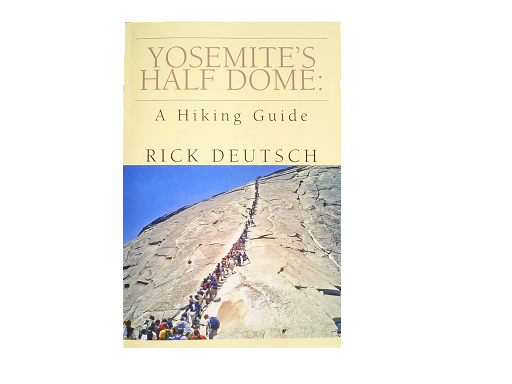 YOSEMITE'S
HALF DOME:
A Hiking Guide
RICK DEUTSCH